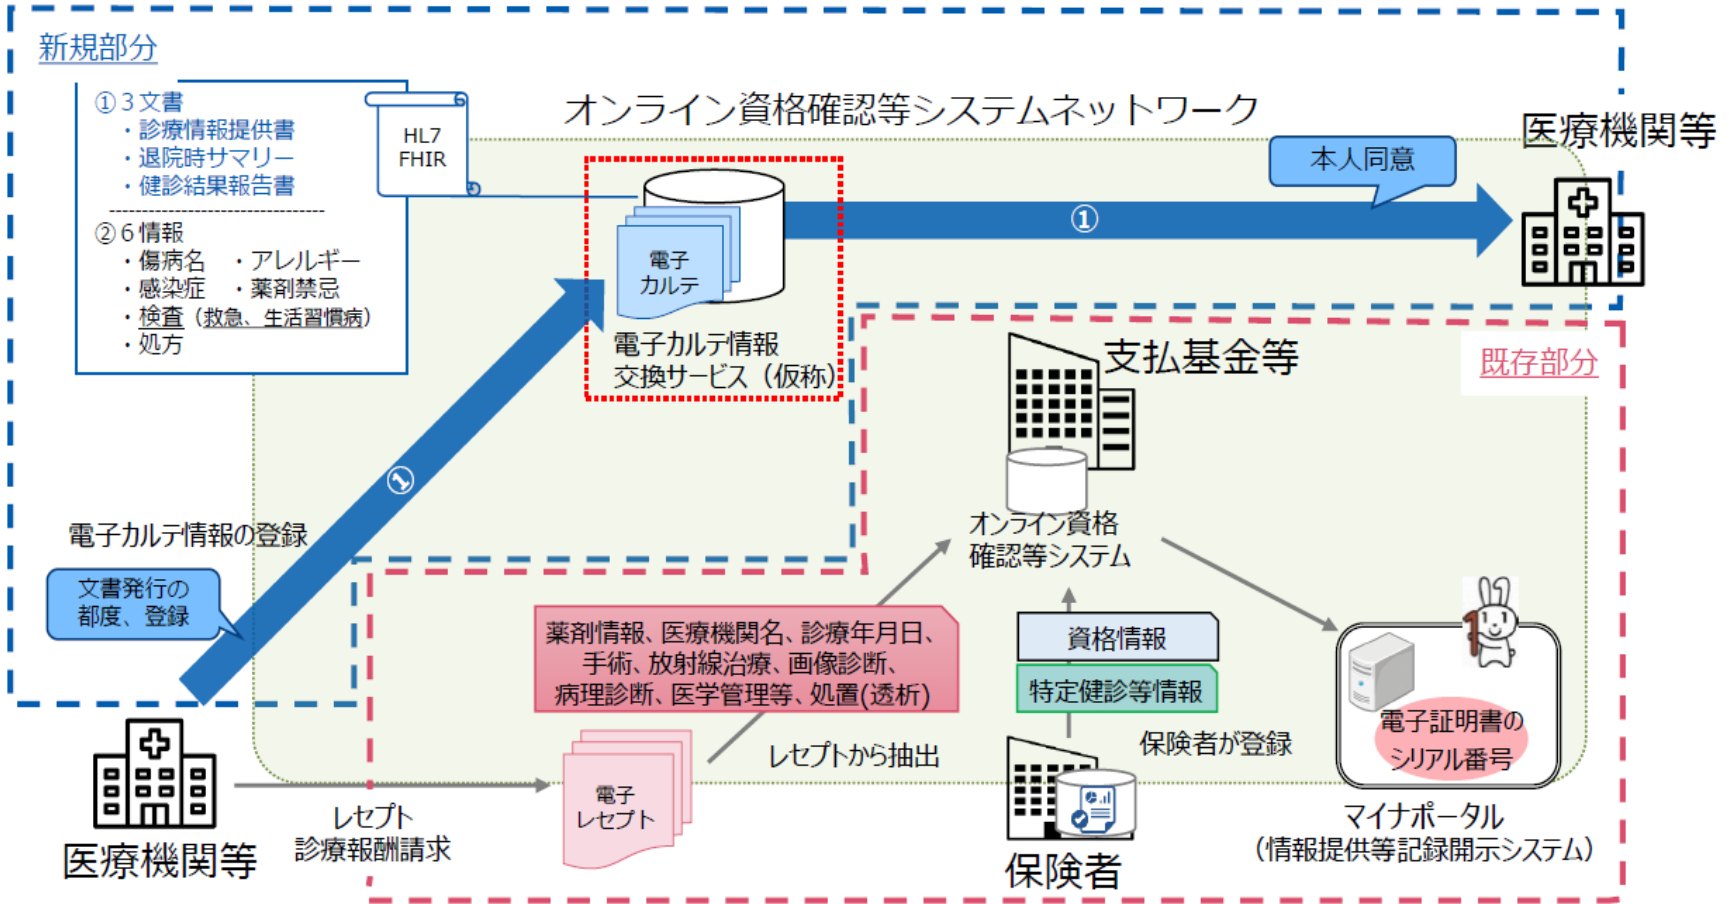 新規部分
①３文書
・診療情報提供書
・退院時サマリー
・健診結果報告書
②６情報
・傷病名 ・アレルギー
・感染症 ・薬剤禁忌
・検査（救急、生活習慣病）
・処方
HL7
FHIR
オンライン資格確認等システムネットワーク
医療機関等
本人同意
①
電子
カルテ
電子カルテ情報
交換サービス（仮称）
①
電子カルテ情報の登録
文書発行の
都度、登録
医療機関等
既存部分
支払基金等
オンライン資格
確認等システム
薬剤情報、医療機関名、診療年月日、
手術、放射線治療、画像診断、
病理診断、医学管理等、処置(透析)
資格情報
特定健診等情報
保険者が登録
保険者
レセプトから抽出
電子
レセプト
レセプト
診療報酬請求
電子証明書の
シリアル番号
マイナポータル
（情報提供等記録開示システム）